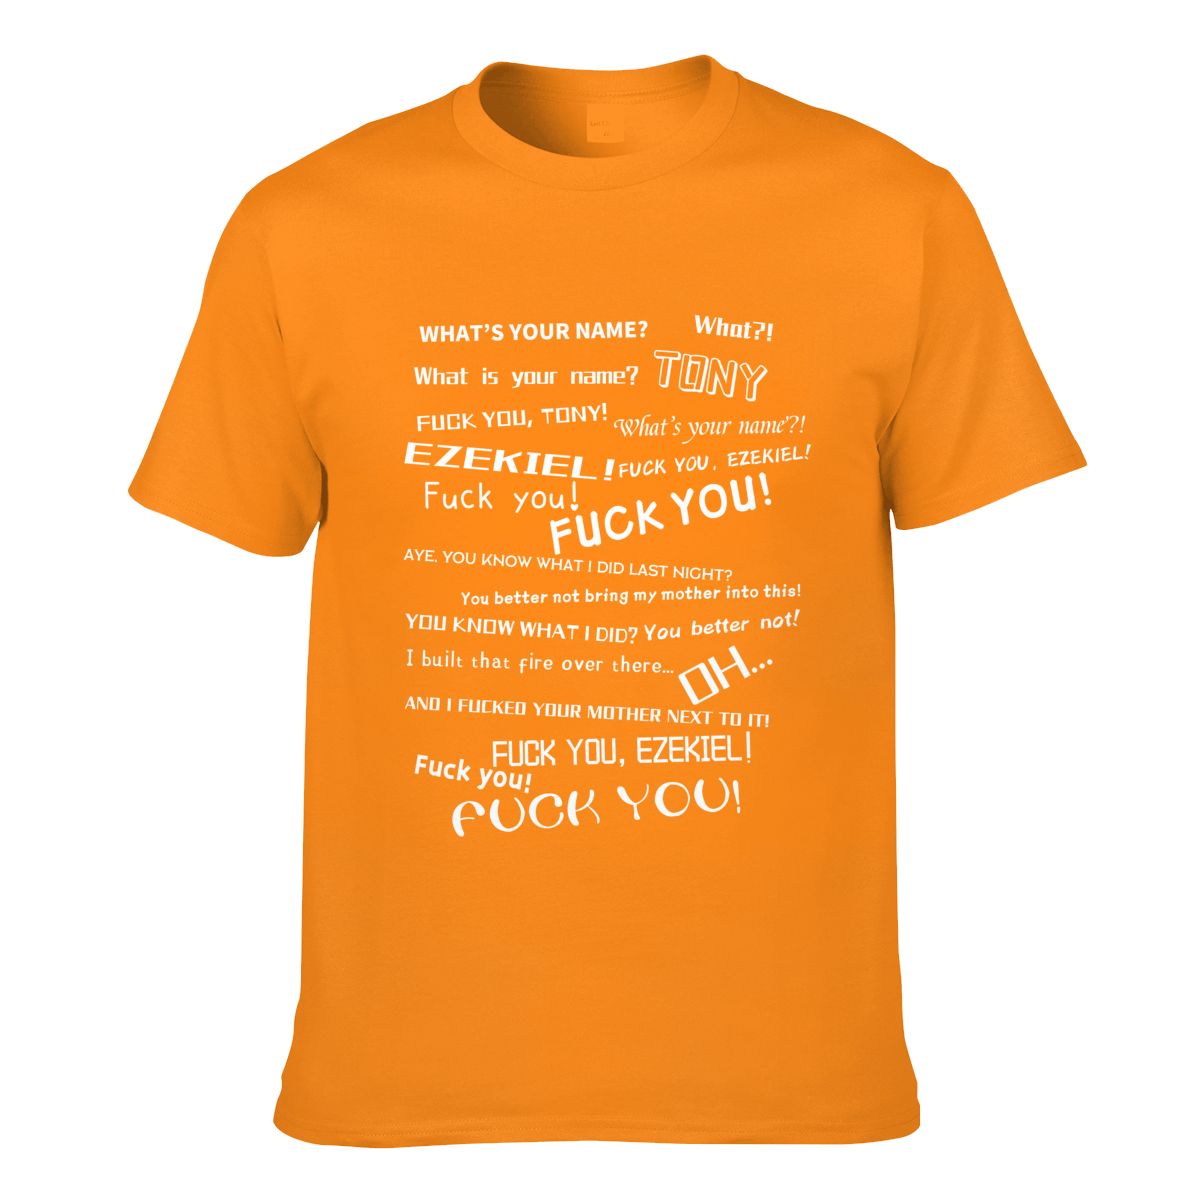 WHAT'S YOUR NAME? What?!
What is your name? TONY
FUCK YOU, TONY! What's your name?!
EZEKIEL! FUCK YOU, EZEKIEL!
Fuck you! FUCK YOU!
AYE, YOU KNOW WHAT I DID LAST NIGHT?
You better not bring my mother into this!
YOU KNOW WHAT I DID? You better not!
I built that fire over there... OH...
AND I FUCKED YOUR MOTHER NEXT TO IT!
FUCK YOU, EZEKIEL!
Fuck you!
FUCK YOU!